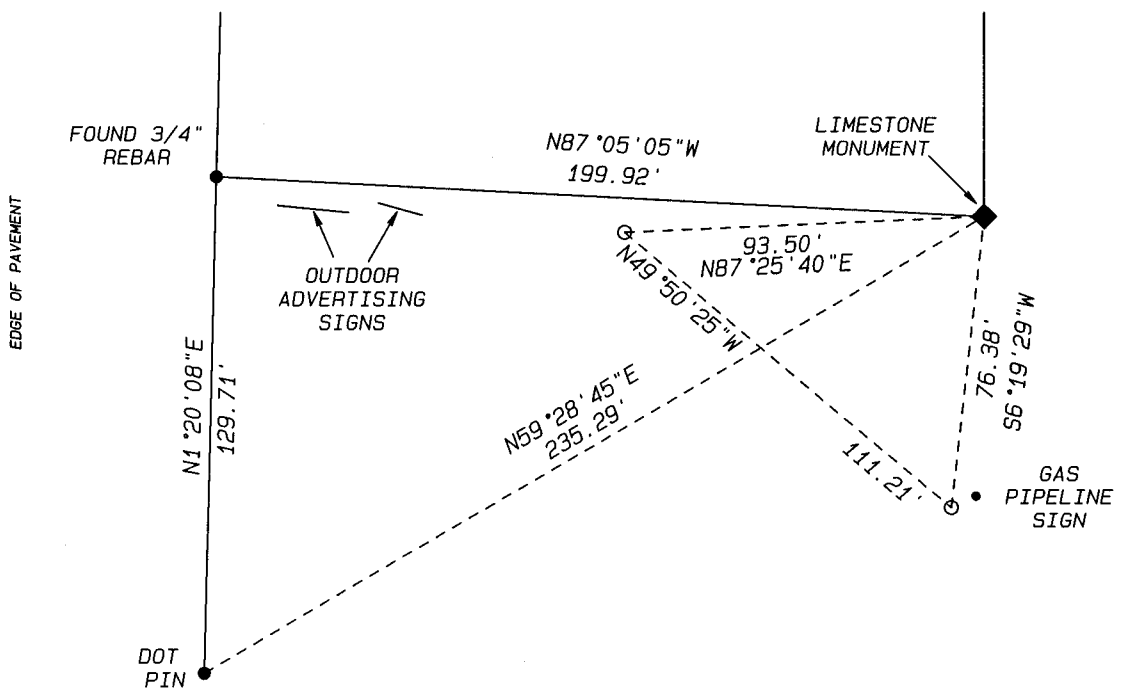 FOUND 3/4"
REBAR
N87°05'05"W
199.92'
LIMESTONE
MONUMENT
EDGE OF PAVEMENT
OUTDOOR
ADVERTISING
SIGNS
93.50'
N87°25'40"E
N49°50'25"W
111.21'
76.38'
S6°19'29"W
N1°20'08"E
129.71'
N59°28'45"E
235.29'
GAS
PIPELINE
SIGN
DOT
PIN